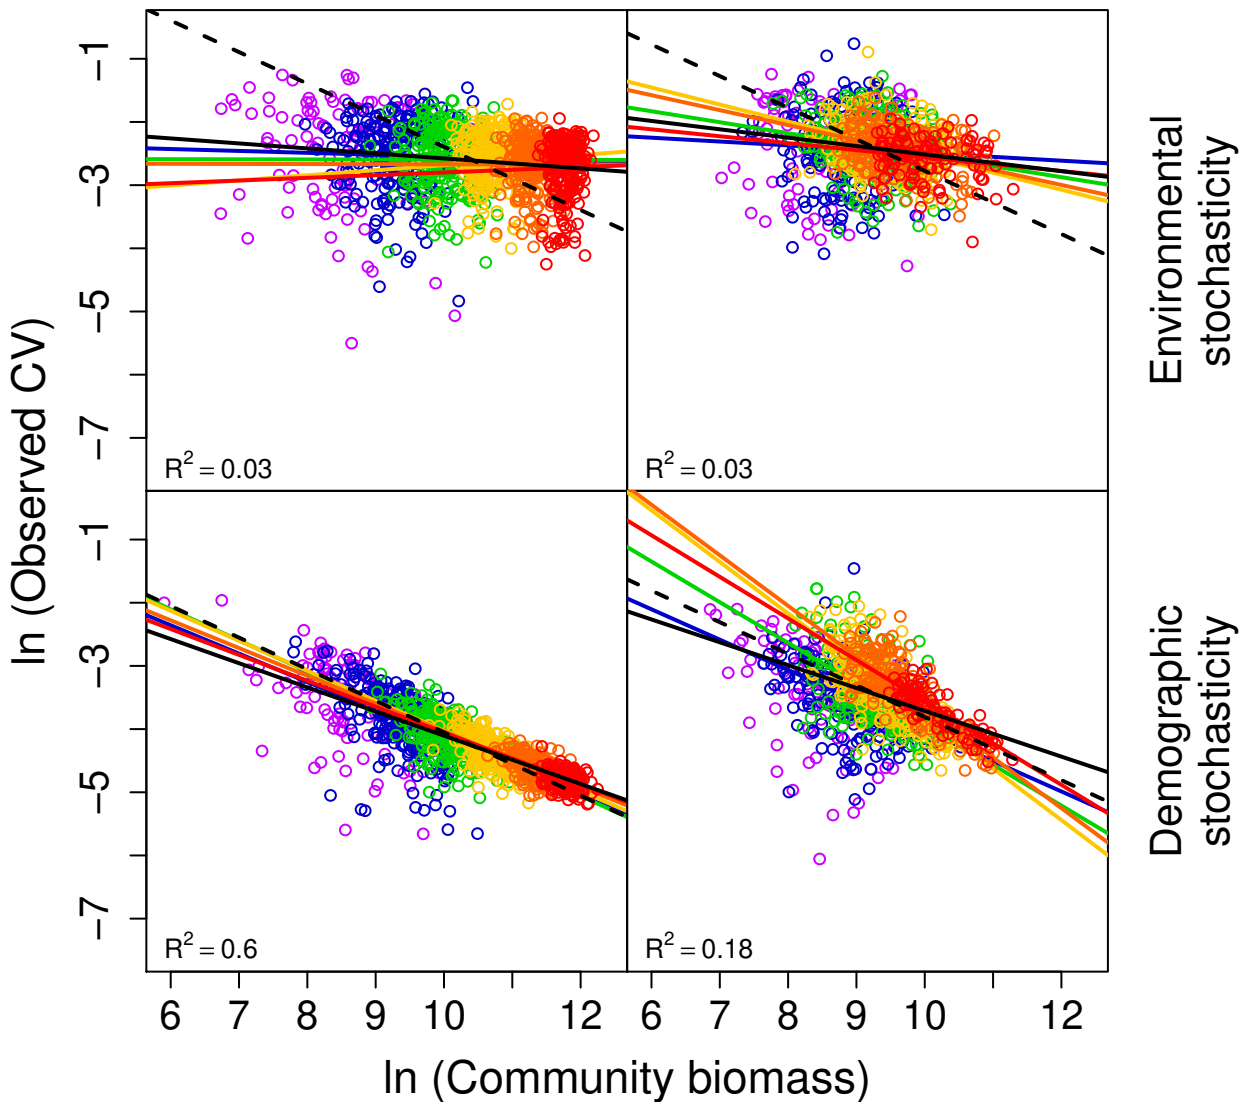 −1
−3
−5
−7
R² = 0.03
R² = 0.03
Environmental
stochasticity
ln (Observed CV)
−1
−3
−5
−7
R² = 0.6
R² = 0.18
Demographic
stochasticity
6 7 8 9 10 12 6 7 8 9 10 12
ln (Community biomass)